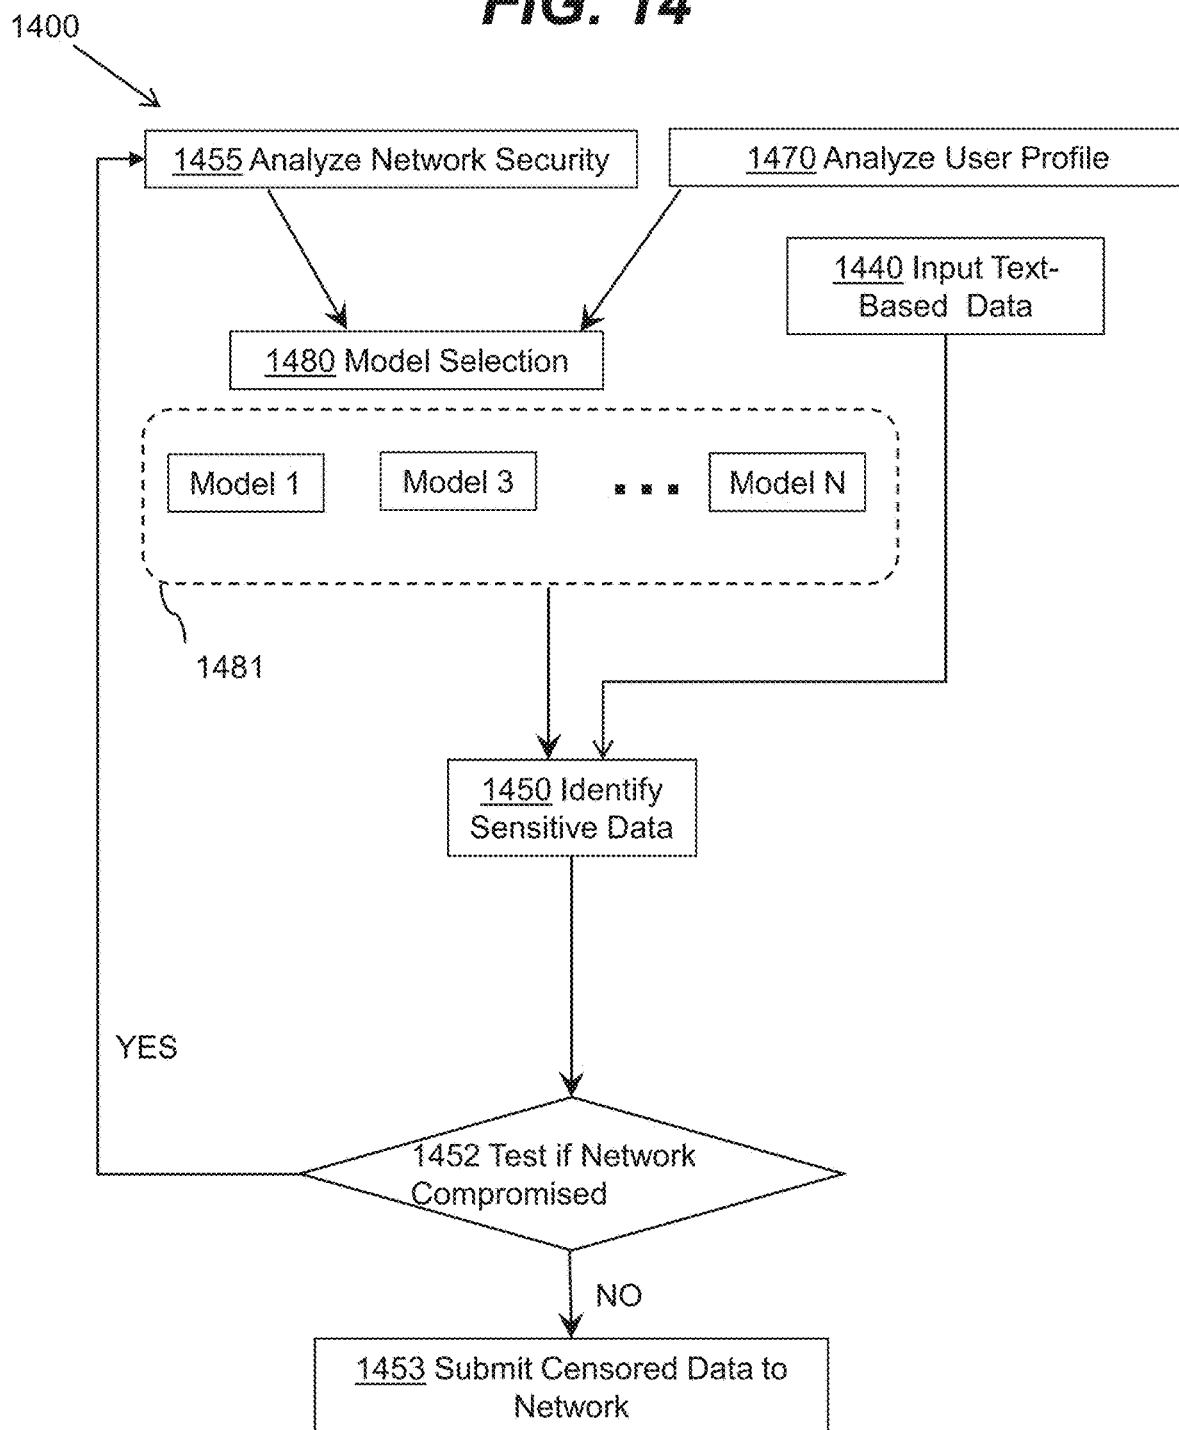 FIG. 14
1400
1455 Analyze Network Security
1470 Analyze User Profile
1440 Input Text-
Based Data
1480 Model Selection
Model 1
Model 3
...
Model N
1481
1450 Identify
Sensitive Data
YES
1452 Test if Network
Compromised
NO
1453 Submit Censored Data to
Network